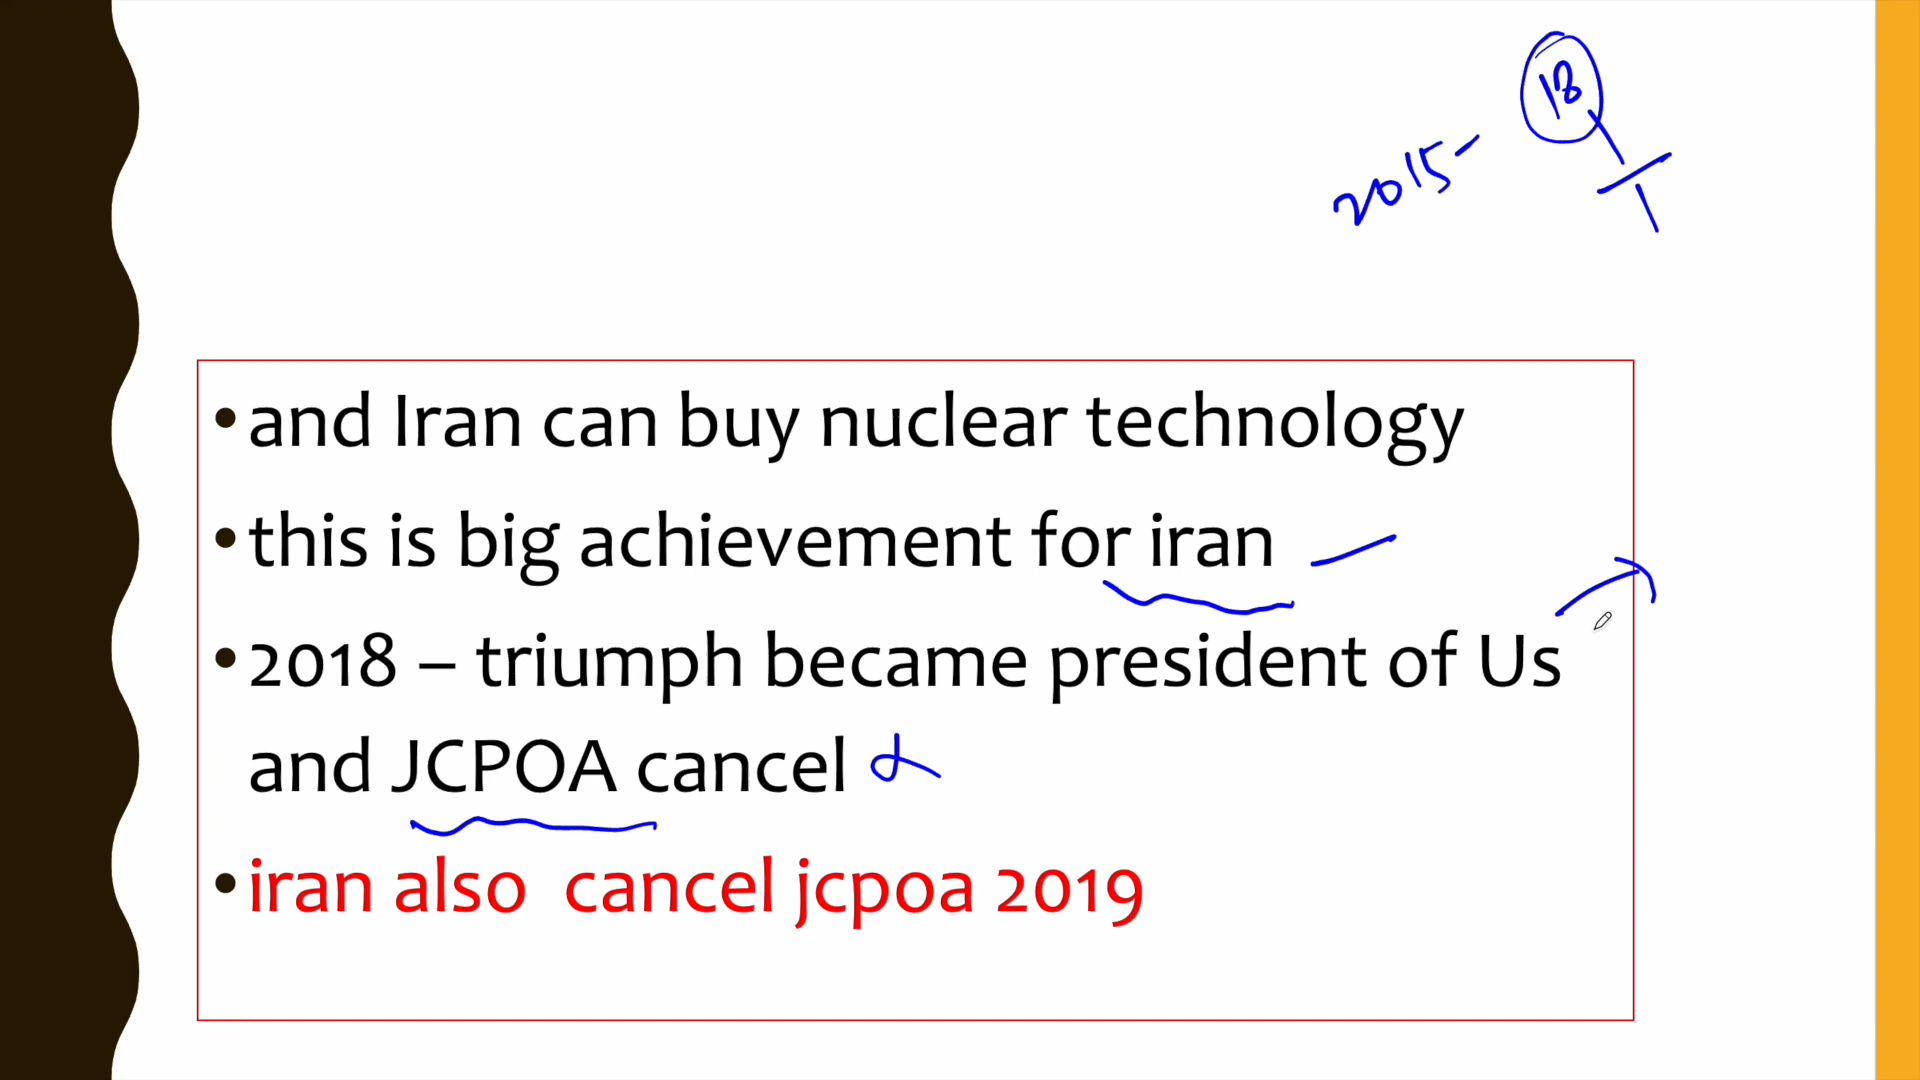 2015- 18
T
• and Iran can buy nuclear technology
• this is big achievement for iran
• 2018 – triumph became president of Us
and JCPOA cancel
• iran also cancel jcpoa 2019